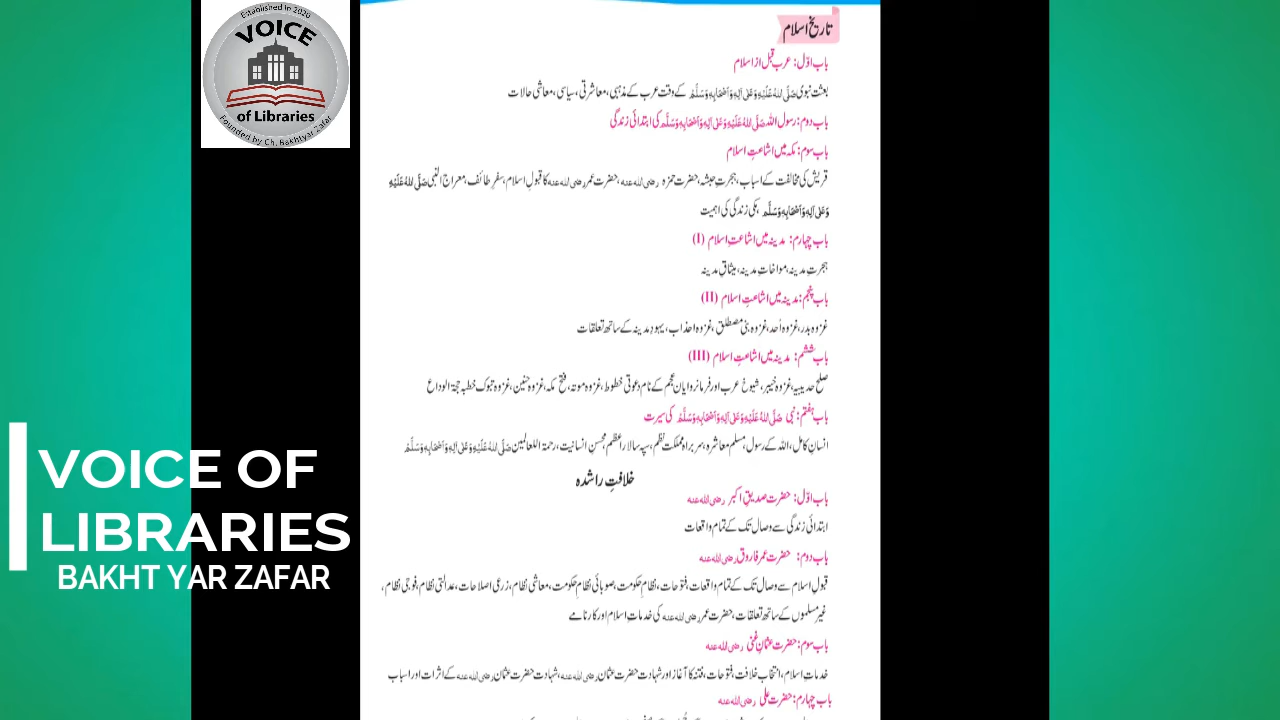 Established in 2020
VOICE
of Libraries
Founded by Ch. Bakhtyar Zafar
تاریخ اسلام
باب اوّل: عرب قبل از اسلام
بعثت نبوی صَلَّى اللهُ عَلَيْهِ وَعَلٰى اٰلِهٖ وَاَصْحَابِهٖ وَسَلَّمَ کے وقت عرب کے مذہبی، معاشرتی، سیاسی، معاشی حالات
باب دوم: رسول اللہ صَلَّى اللهُ عَلَيْهِ وَعَلٰى اٰلِهٖ وَاَصْحَابِهٖ وَسَلَّمَ کی ابتدائی زندگی
باب سوم: مکہ میں اشاعتِ اسلام
قریش کی مخالفت کے اسباب، ہجرتِ حبشہ، حضرت حمزہ رضی اللہ عنہ، حضرت عمر رضی اللہ عنہ کا قبولِ اسلام، سفرِ طائف، معراج النبی صَلَّى اللهُ عَلَيْهِ
وَعَلٰى اٰلِهٖ وَاَصْحَابِهٖ وَسَلَّمَ، مکی زندگی کی اہمیت
باب چہارم: مدینہ میں اشاعتِ اسلام (I)
ہجرتِ مدینہ، مواخاتِ مدینہ، میثاقِ مدینہ
باب پنجم: مدینہ میں اشاعتِ اسلام (II)
غزوہ بدر، غزوہ اُحد، غزوہ بنی مصطلق، غزوہ احذاب، یہودِ مدینہ کے ساتھ تعلقات
باب ششم: مدینہ میں اشاعتِ اسلام (III)
صلح حدیبیہ، غزوہ خیبر، شیوخ عرب اور فرمانروایان عجم کے نام دعوتی خطوط، غزوہ موتہ، فتح مکہ، غزوہ حنین، غزوہ تبوک خطبہ حجۃ الوداع
باب ہفتم: نبی صَلَّى اللهُ عَلَيْهِ وَعَلٰى اٰلِهٖ وَاَصْحَابِهٖ وَسَلَّمَ کی سیرت
انسانِ کامل، اللہ کے رسول، مسلم معاشرہ، سربراہ مملکت نظم، سپہ سالار اعظم، محسنِ انسانیت، رحمۃ اللعالمین صَلَّى اللهُ عَلَيْهِ وَعَلٰى اٰلِهٖ وَاَصْحَابِهٖ وَسَلَّمَ
خلافتِ راشدہ
باب اوّل: حضرت صدیقِ اکبر رضی اللہ عنہ
ابتدائی زندگی سے وصال تک کے تمام واقعات
باب دوم: حضرت عمر فاروق رضی اللہ عنہ
قبولِ اسلام سے وصال تک کے تمام واقعات، فتوحات، نظامِ حکومت، صوبائی نظامِ حکومت، معاشی نظام، زرعی اصلاحات، عدالتی نظام، فوجی نظام،
غیر مسلموں کے ساتھ تعلقات، حضرت عمر رضی اللہ عنہ کی خدماتِ اسلام اور کارنامے
باب سوم: حضرت عثمانِ غنی رضی اللہ عنہ
خدماتِ اسلام، انتخاب خلافت، فتوحات، فتنہ کا آغاز اور شہادت حضرت عثمان رضی اللہ عنہ، شہادت حضرت عثمان رضی اللہ عنہ کے اثرات اور اسباب
باب چہارم: حضرت علی رضی اللہ عنہ
VOICE OF
LIBRARIES
BAKHT YAR ZAFAR